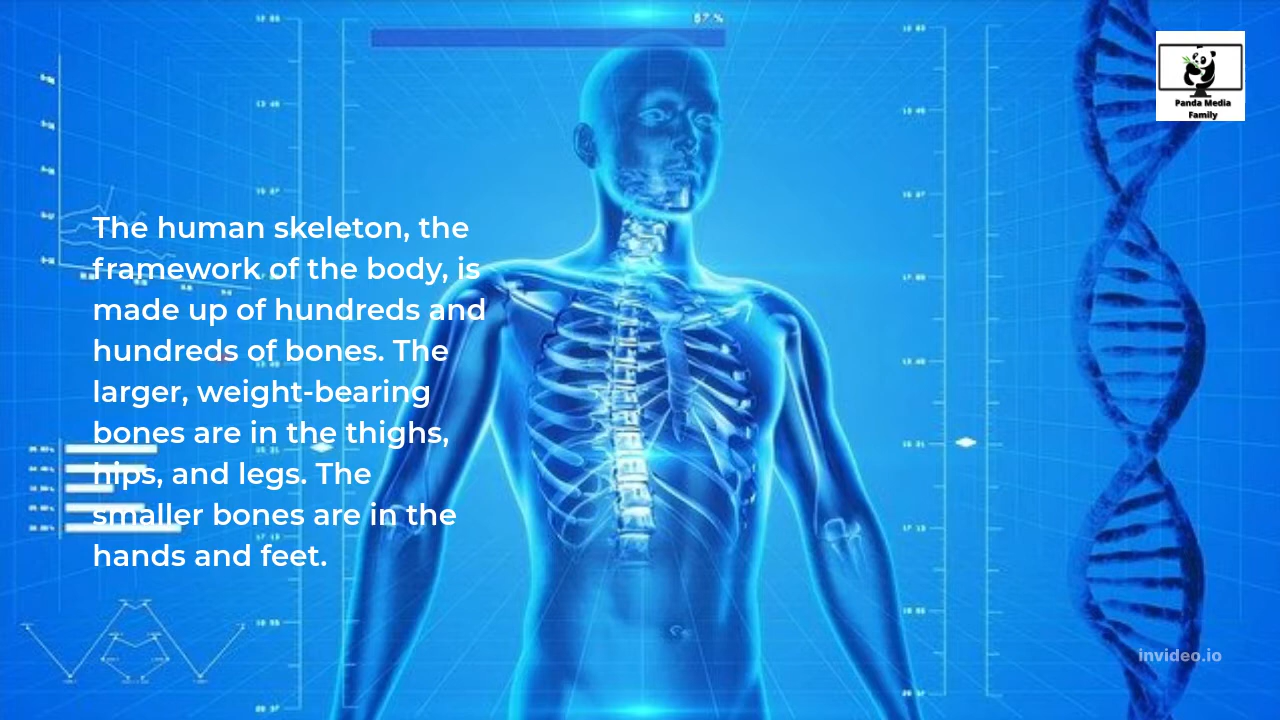 87%
Panda Media
Family
The human skeleton, the
framework of the body, is
made up of hundreds and
hundreds of bones. The
larger, weight-bearing
bones are in the thighs,
hips, and legs. The
smaller bones are in the
hands and feet.
invideo.io